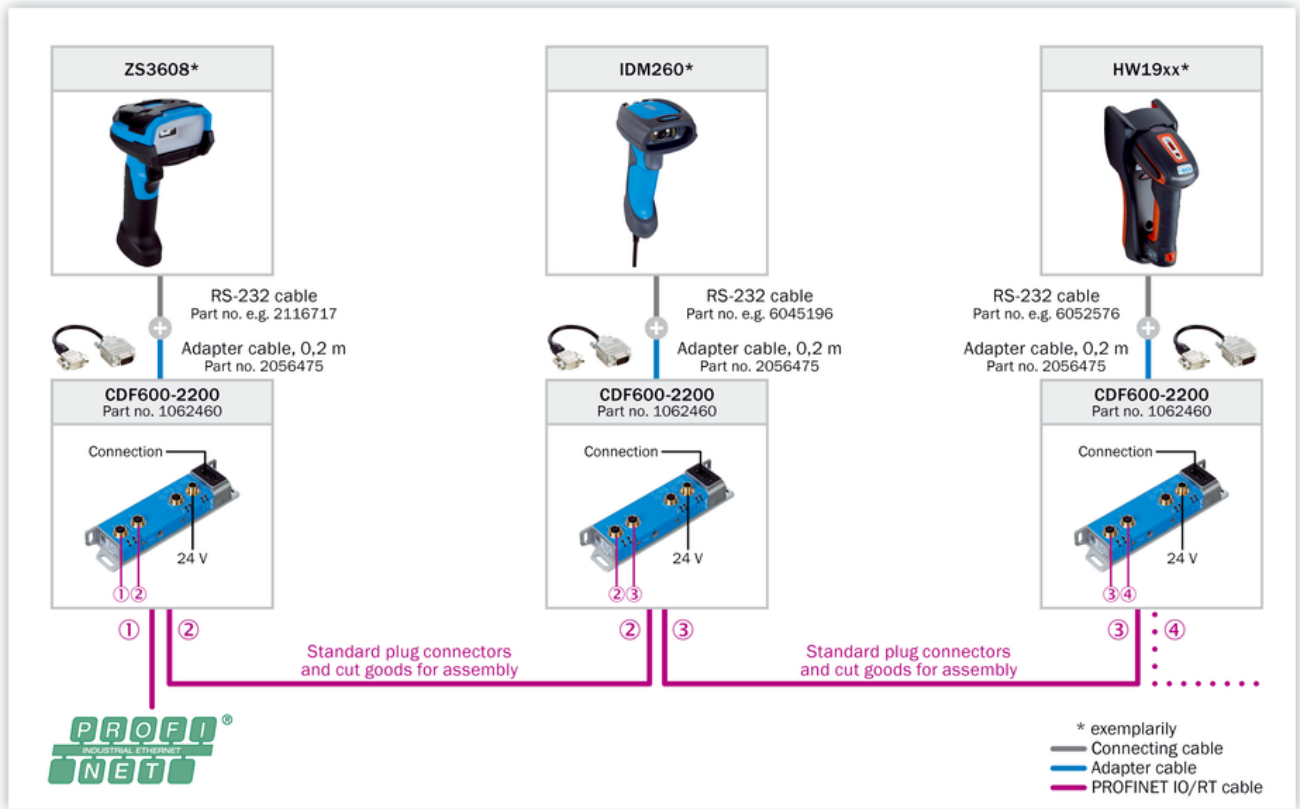 ZS3608*
IDM260*
HW19xx*
RS-232 cable
Part no. e.g. 2116717
Adapter cable, 0,2 m
Part no. 2056475
RS-232 cable
Part no. e.g. 6045196
Adapter cable, 0,2 m
Part no. 2056475
RS-232 cable
Part no. e.g. 6052576
Adapter cable, 0,2 m
Part no. 2056475
CDF600-2200
Part no. 1062460
Connection
24 V
①②
CDF600-2200
Part no. 1062460
Connection
24 V
②③
CDF600-2200
Part no. 1062460
Connection
24 V
③④
① ②
② ③
③ ④
Standard plug connectors
and cut goods for assembly
Standard plug connectors
and cut goods for assembly
PROFI®
INDUSTRIAL ETHERNET
NET
* exemplarily
Connecting cable
Adapter cable
PROFINET IO/RT cable